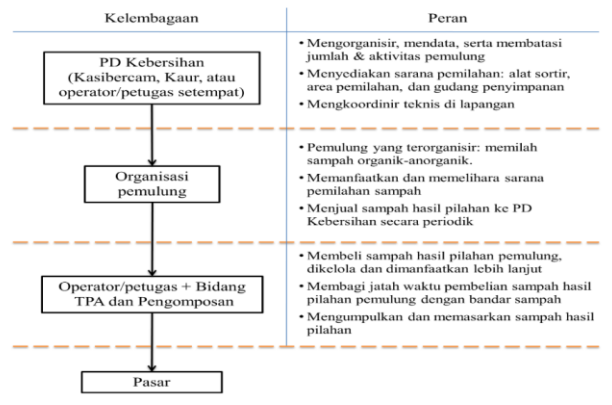 Kelembagaan
Peran
PD Kebersihan
(Kasibercam, Kaur, atau
operator/petugas setempat)
• Mengorganisir, mendata, serta membatasi
jumlah & aktivitas pemulung
• Menyediakan sarana pemilahan: alat sortir,
area pemilahan, dan gudang penyimpanan
• Mengkoordinir teknis di lapangan
Organisasi
pemulung
• Pemulung yang terorganisir: memilah
sampah organik-anorganik.
• Memanfaatkan dan memelihara sarana
pemilahan sampah
• Menjual sampah hasil pilahan ke PD
Kebersihan secara periodik
Operator/petugas + Bidang
TPA dan Pengomposan
• Membeli sampah hasil pilahan pemulung,
dikelola dan dimanfaatkan lebih lanjut
• Membagi jatah waktu pembelian sampah hasil
pilahan pemulung dengan bandar sampah
• Mengumpulkan dan memasarkan sampah hasil
pilahan
Pasar